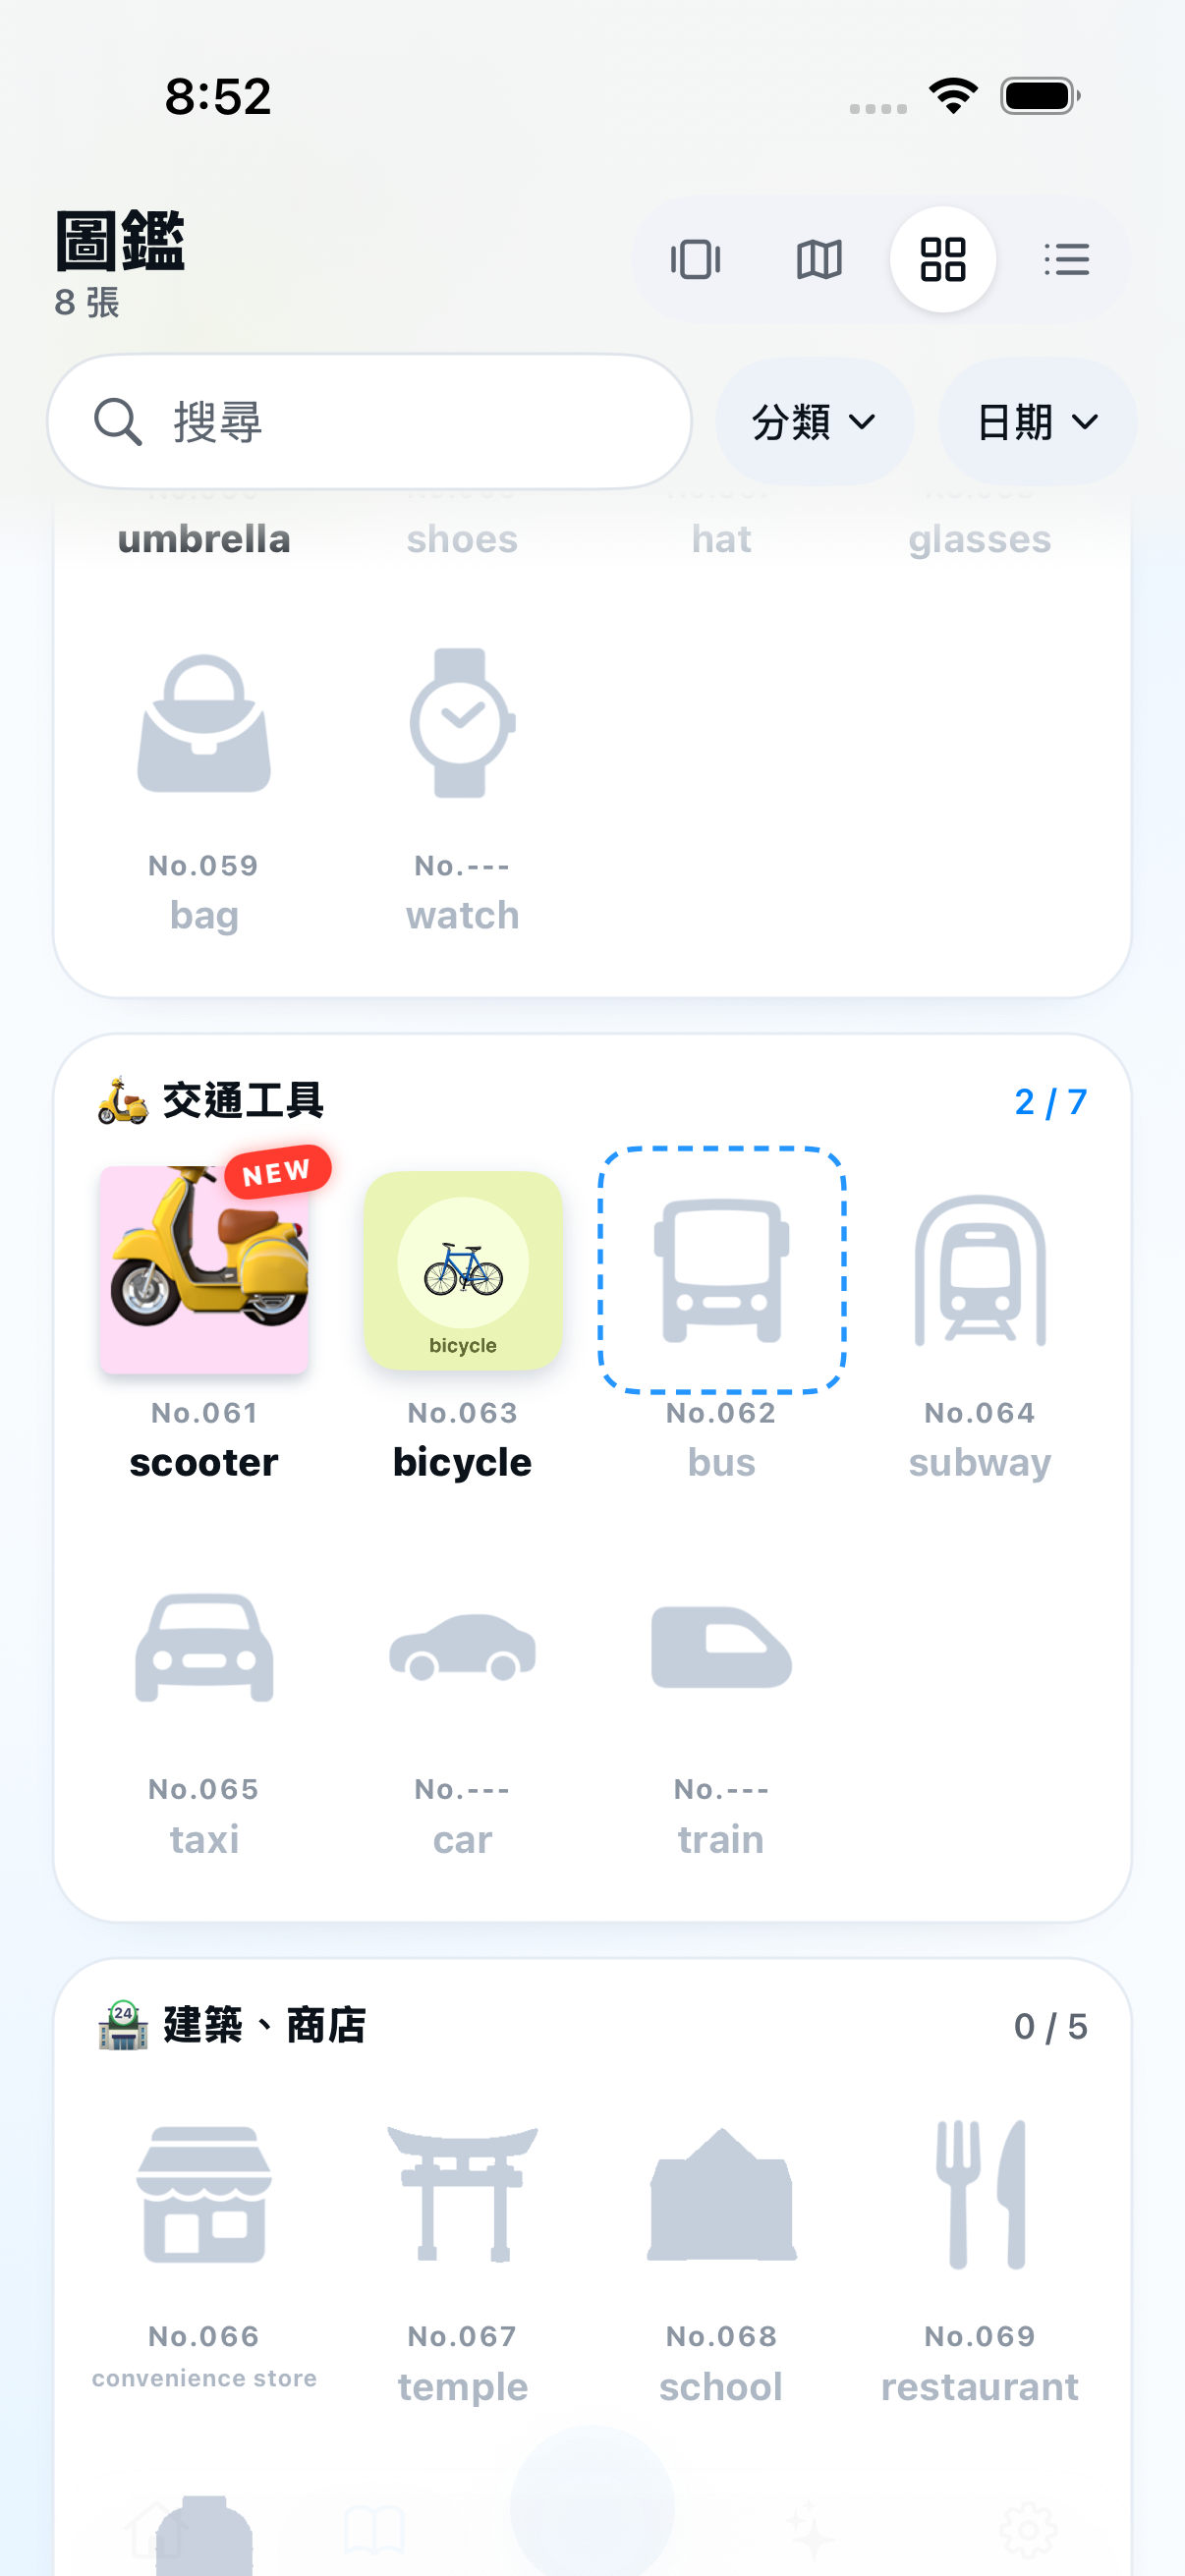 8:52
圖鑑
8 張
搜尋
分類
日期
umbrella
shoes
hat
glasses
No.059
No.---
bag
watch
交通工具
2 / 7
NEW
bicycle
No.061
No.063
No.062
No.064
scooter
bicycle
bus
subway
No.065
No.---
No.---
taxi
car
train
24
建築、商店
0 / 5
No.066
No.067
No.068
No.069
convenience store
temple
school
restaurant